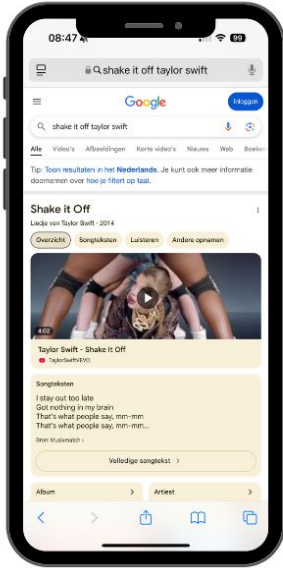 08:47
99
shake it off taylor swift
Google
Inloggen
shake it off taylor swift
Alle Video's Afbeeldingen Korte video's Nieuws Web Boeken
Tip: Toon resultaten in het Nederlands. Je kunt ook meer informatie
doornemen over hoe je filtert op taal.
Shake it Off
Liedje van Taylor Swift · 2014
Overzicht Songteksten Luisteren Andere opnamen
4:02
Taylor Swift - Shake It Off
TaylorSwiftVEVO
Songteksten
I stay out too late
Got nothing in my brain
That's what people say, mm-mm
That's what people say, mm-mm...
Bron: Musixmatch ›
Volledige songtekst >
Album >
Artiest >